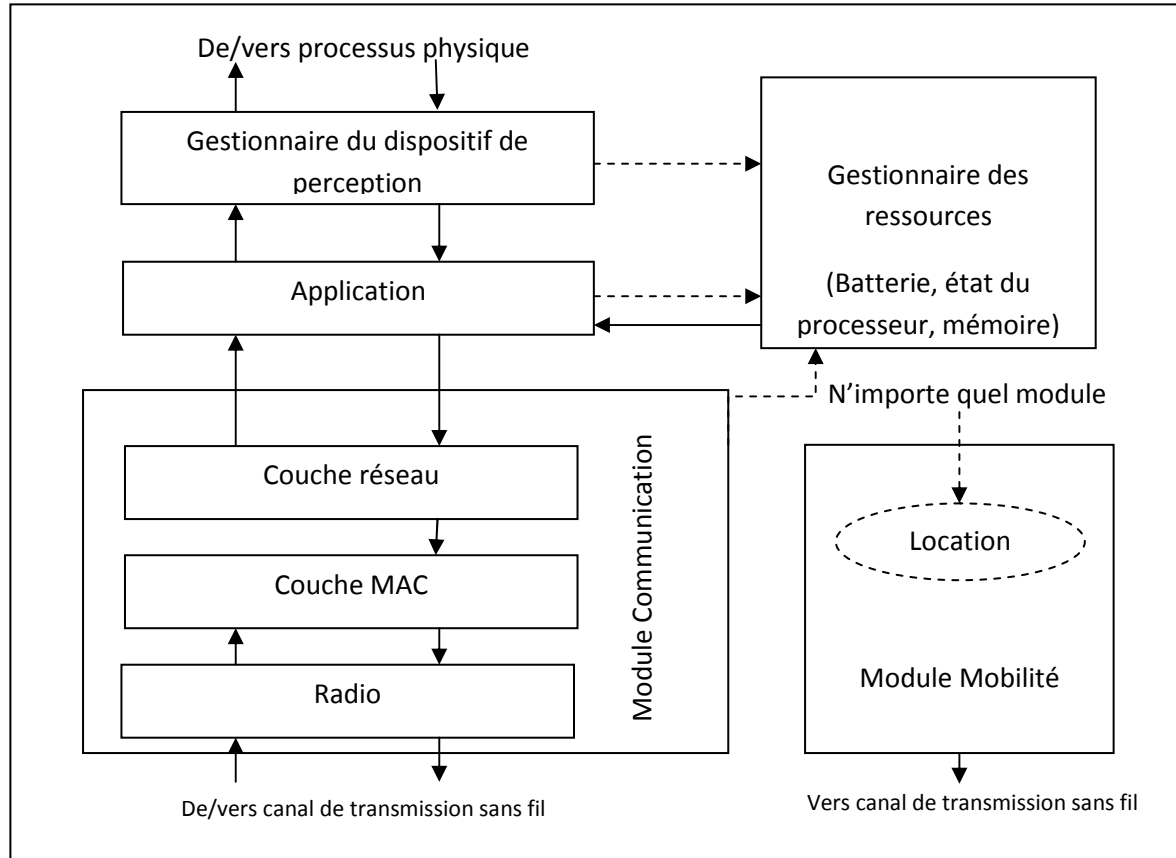 De/vers processus physique
Gestionnaire du dispositif de
perception
Gestionnaire des
ressources
(Batterie, état du
processeur, mémoire)
Application
N'importe quel module
Module Communication
Couche réseau
Location
Couche MAC
Radio
Module Mobilité
De/vers canal de transmission sans fil
Vers canal de transmission sans fil